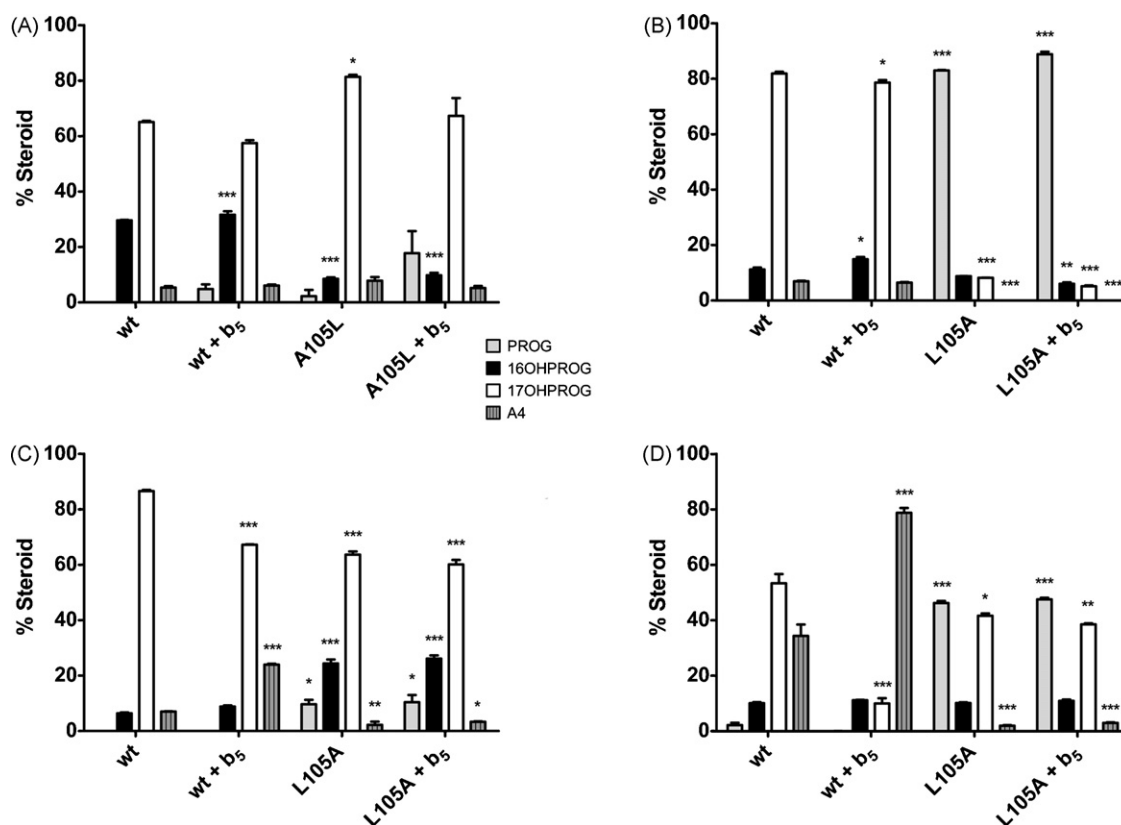 (A)
100
80
60
40
20
0
% Steroid
*
***
***
***
wt
wt + b₅
A105L
A105L + b₅
PROG
16OHPROG
17OHPROG
A4
(B)
100
80
60
40
20
0
% Steroid
***
***
*
*
***
***
**
***
***
wt
wt + b₅
L105A
L105A + b₅
(C)
100
80
60
40
20
0
% Steroid
***
***
***
***
***
***
*
**
*
*
wt
wt + b₅
L105A
L105A + b₅
(D)
100
80
60
40
20
0
% Steroid
***
***
***
*
***
***
**
***
wt
wt + b₅
L105A
L105A + b₅